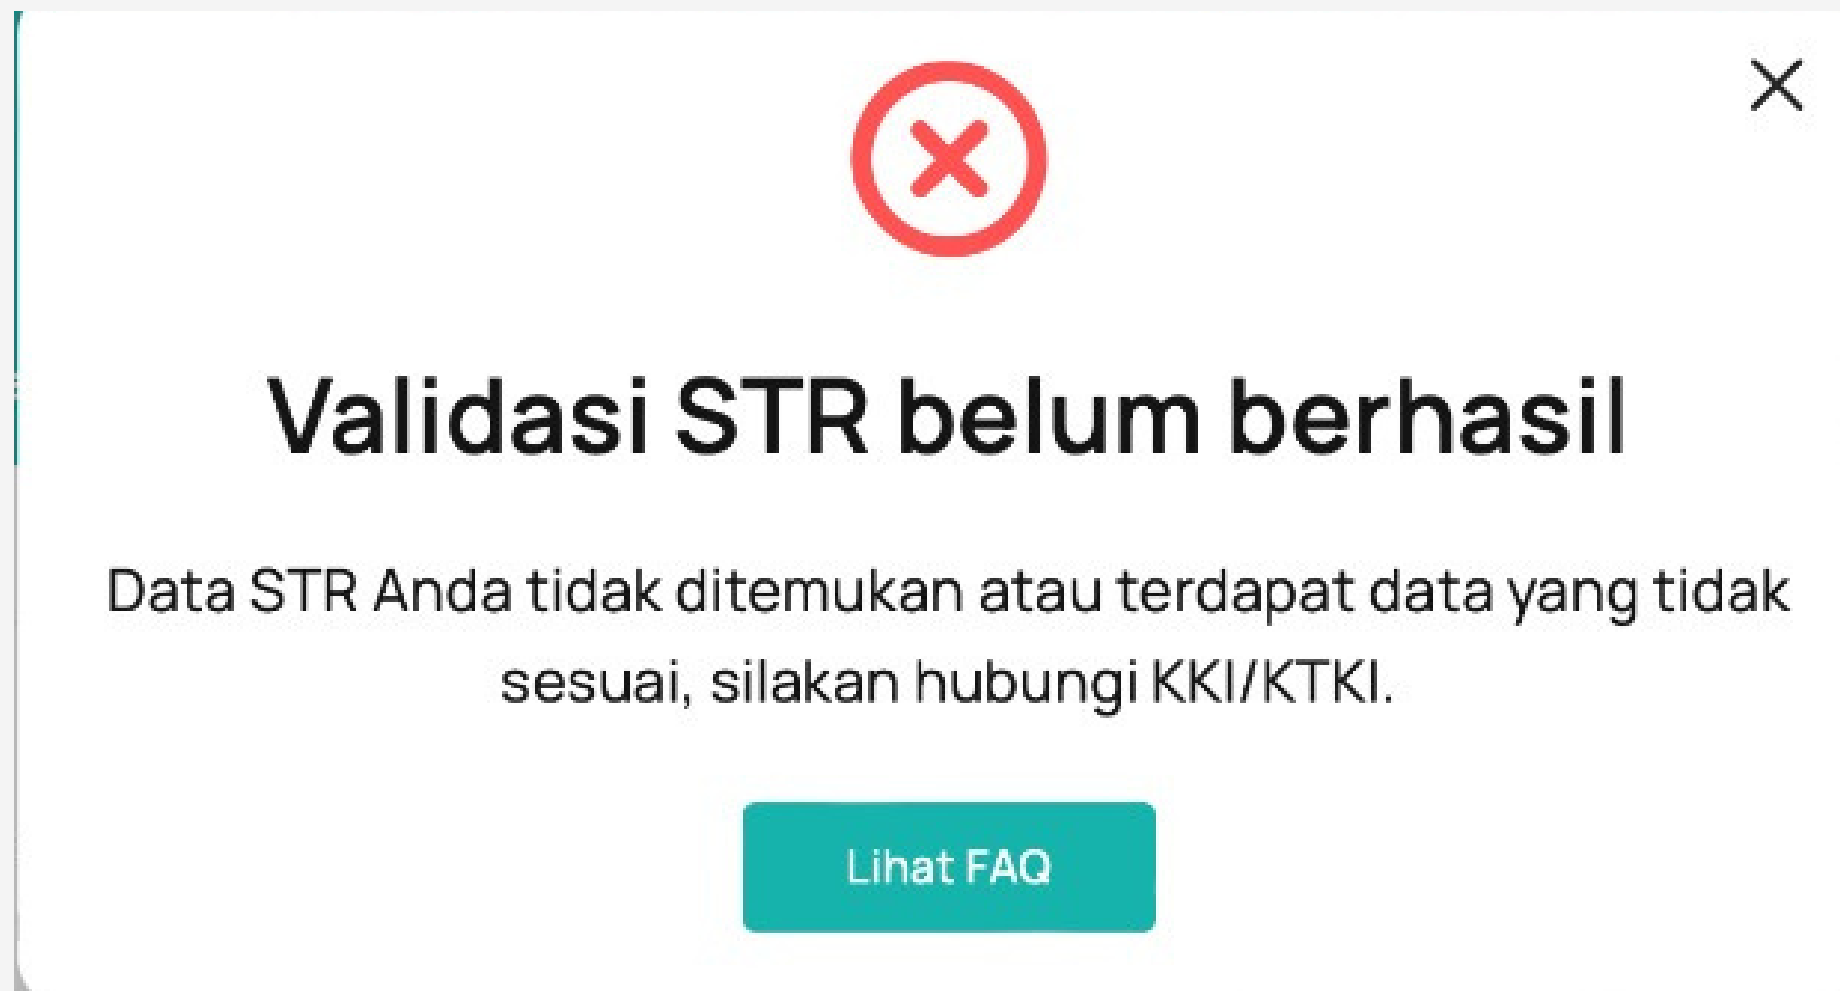 Validasi STR belum berhasil
Data STR Anda tidak ditemukan atau terdapat data yang tidak
sesuai, silakan hubungi KKI/KTKI.
Lihat FAQ